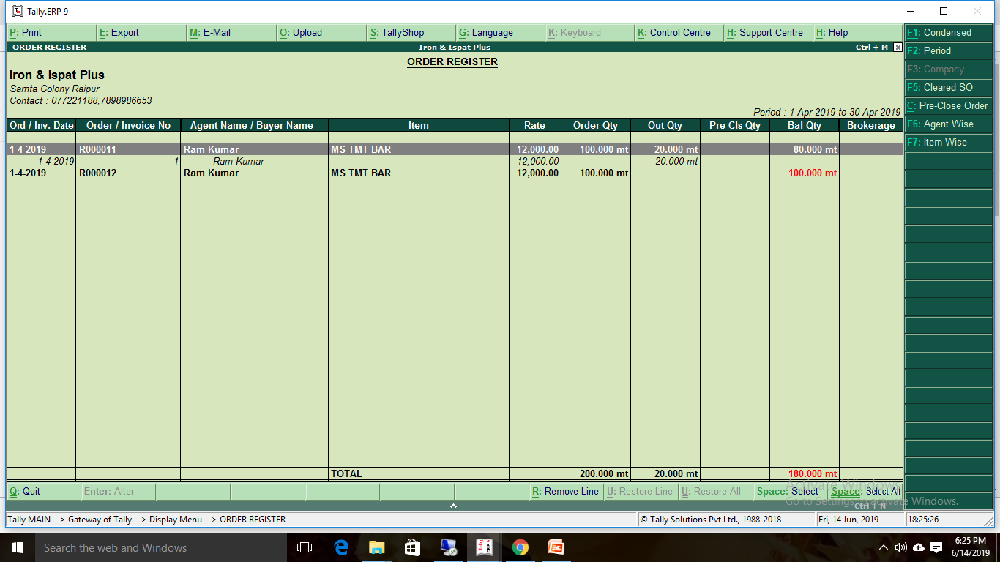 Tally.ERP 9
P: Print E: Export M: E-Mail O: Upload S: TallyShop G: Language K: Keyboard K: Control Centre H: Support Centre H: Help
ORDER REGISTER Iron & Ispat Plus Ctrl + M
ORDER REGISTER
Iron & Ispat Plus
Samta Colony Raipur
Contact : 077221188,7898986653
Period : 1-Apr-2019 to 30-Apr-2019
Ord / Inv. Date Order / Invoice No Agent Name / Buyer Name Item Rate Order Qty Out Qty Pre-Cls Qty Bal Qty Brokerage
1-4-2019 R000011 Ram Kumar MS TMT BAR 12,000.00 100.000 mt 20.000 mt 80.000 mt
1-4-2019 1 Ram Kumar 12,000.00 20.000 mt
1-4-2019 R000012 Ram Kumar MS TMT BAR 12,000.00 100.000 mt 100.000 mt
TOTAL 200.000 mt 20.000 mt 180.000 mt
F1: Condensed
F2: Period
F3: Company
F5: Cleared SO
C: Pre-Close Order
F6: Agent Wise
F7: Item Wise
Q: Quit Enter: Alter R: Remove Line U: Restore Line U: Restore All Space: Select Space: Select All
Activate Windows
Go to Settings to activate Windows.
Ctrl + N
Tally MAIN --> Gateway of Tally --> Display Menu --> ORDER REGISTER © Tally Solutions Pvt Ltd., 1988-2018 Fri, 14 Jun, 2019 18:25:26
Search the web and Windows
6:25 PM
6/14/2019